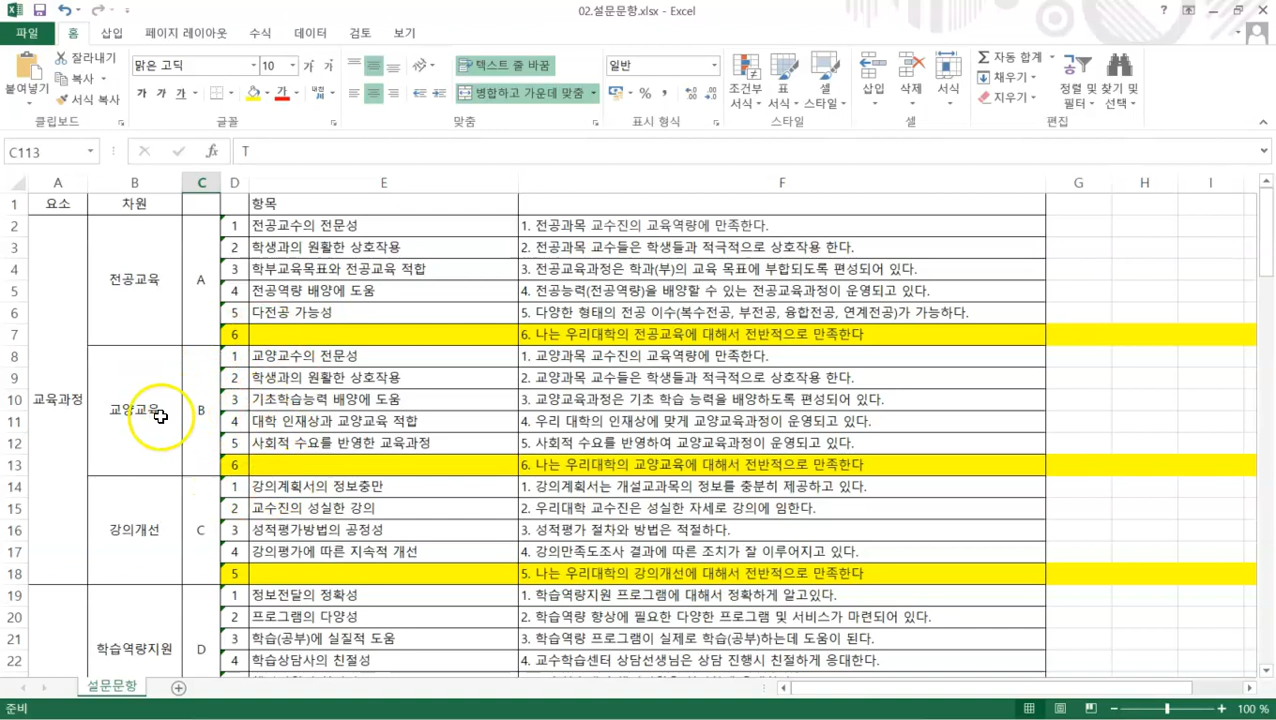 02.설문문항.xlsx - Excel
파일 홈 삽입 페이지 레이아웃 수식 데이터 검토 보기
붙여넣기 잘라내기 복사 서식 복사 클립보드
맑은 고딕 10 가 가 가 가 가 가 글꼴
텍스트 줄 바꿈 병합하고 가운데 맞춤 맞춤
일반 % 표시 형식
조건부 서식 표 서식 셀 스타일 스타일
삽입 삭제 서식 셀
자동 합계 채우기 지우기 정렬 및 필터 찾기 및 선택 편집
C113 fx T
A B C D E F G H I
1 요소 차원 항목
2 1 전공교수의 전문성 1. 전공과목 교수진의 교육역량에 만족한다.
3 2 학생과의 원활한 상호작용 2. 전공과목 교수들은 학생들과 적극적으로 상호작용 한다.
4 전공교육 A 3 학부교육목표와 전공교육 적합 3. 전공교육과정은 학과(부)의 교육 목표에 부합되도록 편성되어 있다.
5 4 전공역량 배양에 도움 4. 전공능력(전공역량)을 배양할 수 있는 전공교육과정이 운영되고 있다.
6 5 다전공 가능성 5. 다양한 형태의 전공 이수(복수전공, 부전공, 융합전공, 연계전공)가 가능하다.
7 6 6. 나는 우리대학의 전공교육에 대해서 전반적으로 만족한다
8 1 교양교수의 전문성 1. 교양과목 교수진의 교육역량에 만족한다.
9 2 학생과의 원활한 상호작용 2. 교양과목 교수들은 학생들과 적극적으로 상호작용 한다.
10 교육과정 교양교육 B 3 기초학습능력 배양에 도움 3. 교양교육과정은 기초 학습 능력을 배양하도록 편성되어 있다.
11 4 대학 인재상과 교양교육 적합 4. 우리 대학의 인재상에 맞게 교양교육과정이 운영되고 있다.
12 5 사회적 수요를 반영한 교육과정 5. 사회적 수요를 반영하여 교양교육과정이 운영되고 있다.
13 6 6. 나는 우리대학의 교양교육에 대해서 전반적으로 만족한다
14 1 강의계획서의 정보충만 1. 강의계획서는 개설교과목의 정보를 충분히 제공하고 있다.
15 2 교수진의 성실한 강의 2. 우리대학 교수진은 성실한 자세로 강의에 임한다.
16 강의개선 C 3 성적평가방법의 공정성 3. 성적평가 절차와 방법은 적절하다.
17 4 강의평가에 따른 지속적 개선 4. 강의만족도조사 결과에 따른 조치가 잘 이루어지고 있다.
18 5 5. 나는 우리대학의 강의개선에 대해서 전반적으로 만족한다
19 1 정보전달의 정확성 1. 학습역량지원 프로그램에 대해서 정확하게 알고있다.
20 2 프로그램의 다양성 2. 학습역량 향상에 필요한 다양한 프로그램 및 서비스가 마련되어 있다.
21 학습역량지원 D 3 학습(공부)에 실질적 도움 3. 학습역량 프로그램이 실제로 학습(공부)하는데 도움이 된다.
22 4 학습상담사의 친절성 4. 교수학습센터 상담선생님은 상담 진행시 친절하게 응대한다.
설문문항
준비 100 %